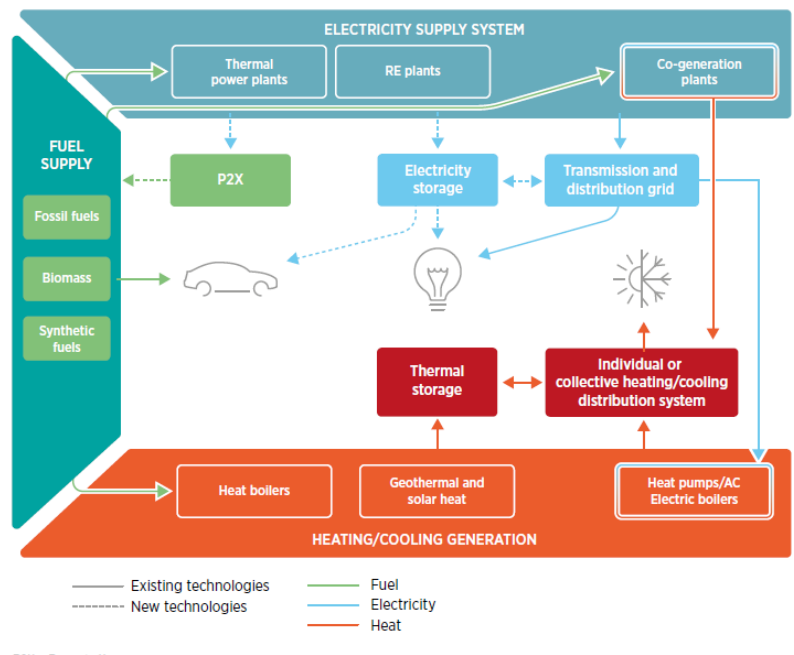 ELECTRICITY SUPPLY SYSTEM
Thermal
power plants
RE plants
Co-generation
plants
FUEL
SUPPLY
Fossil fuels
Biomass
Synthetic
fuels
P2X
Electricity
storage
Transmission and
distribution grid
Thermal
storage
Individual or
collective heating/cooling
distribution system
Heat boilers
Geothermal and
solar heat
Heat pumps/AC
Electric boilers
HEATING/COOLING GENERATION
Existing technologies
New technologies
Fuel
Electricity
Heat